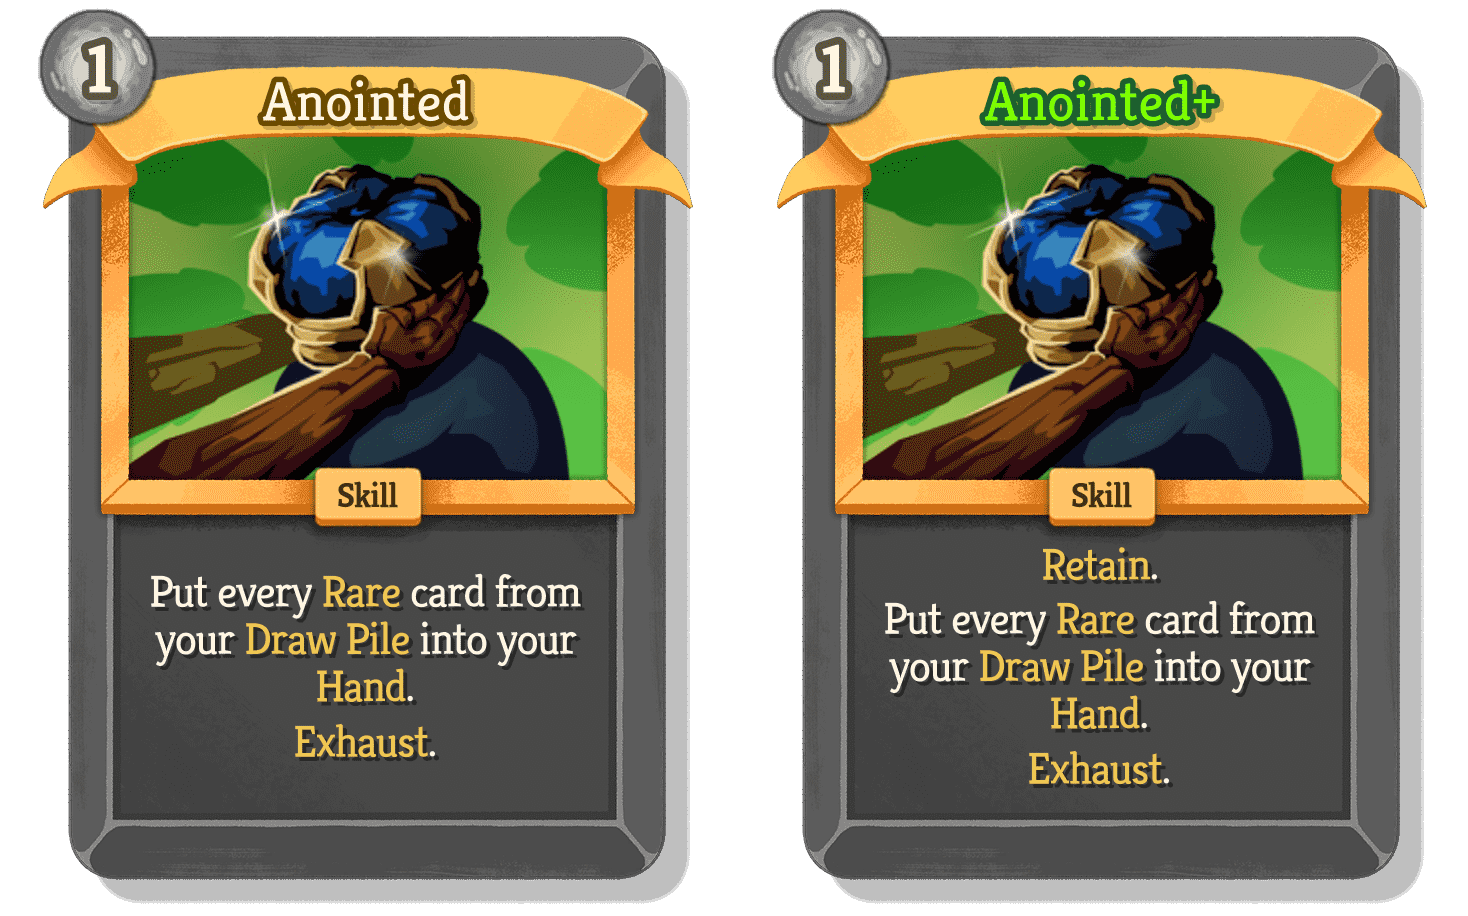 1
Anointed
Skill
Put every Rare card from
your Draw Pile into your
Hand.
Exhaust.
1
Anointed+
Skill
Retain.
Put every Rare card from
your Draw Pile into your
Hand.
Exhaust.